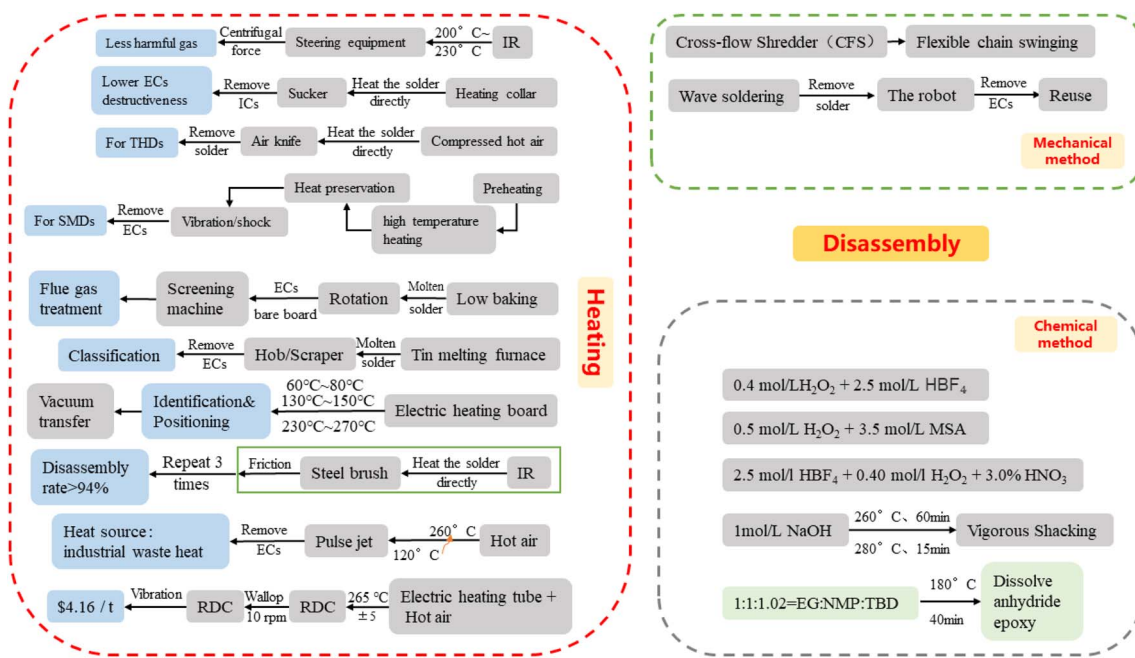 Less harmful gas
Centrifugal
force
Steering equipment
200° C~
230° C
IR
Lower ECs
destructiveness
Remove
ICs
Sucker
Heat the solder
directly
Heating collar
For THDs
Remove
solder
Air knife
Heat the solder
directly
Compressed hot air
For SMDs
Remove
ECs
Vibration/shock
Heat preservation
high temperature
heating
Preheating
Flue gas
treatment
Screening
machine
ECs
bare board
Rotation
Molten
solder
Low baking
Classification
Remove
ECs
Hob/Scraper
Molten
solder
Tin melting furnace
Vacuum
transfer
Identification&
Positioning
60℃~80℃
130℃~150℃
230℃~270℃
Electric heating board
Disassembly
rate>94%
Repeat 3
times
Friction
Steel brush
Heat the solder
directly
IR
Heat source:
industrial waste heat
Remove
ECs
Pulse jet
260° C
120° C
Hot air
$4.16 / t
Vibration
RDC
Wallop
10 rpm
RDC
265 ℃
±5
Electric heating tube +
Hot air
Heating
Cross-flow Shredder（CFS）
Flexible chain swinging
Wave soldering
Remove
solder
The robot
Remove
ECs
Reuse
Mechanical
method
Disassembly
Chemical
method
0.4 mol/LH₂O₂ + 2.5 mol/L HBF₄
0.5 mol/L H₂O₂ + 3.5 mol/L MSA
2.5 mol/l HBF₄ + 0.40 mol/l H₂O₂ + 3.0% HNO₃
1mol/L NaOH
260° C、60min
280° C、15min
Vigorous Shacking
1:1:1.02=EG:NMP:TBD
180° C
40min
Dissolve
anhydride
epoxy